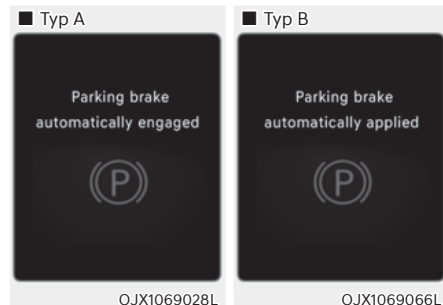 ■ Typ A
Parking brake
automatically engaged
P
OJX1069028L
■ Typ B
Parking brake
automatically applied
P
OJX1069066L